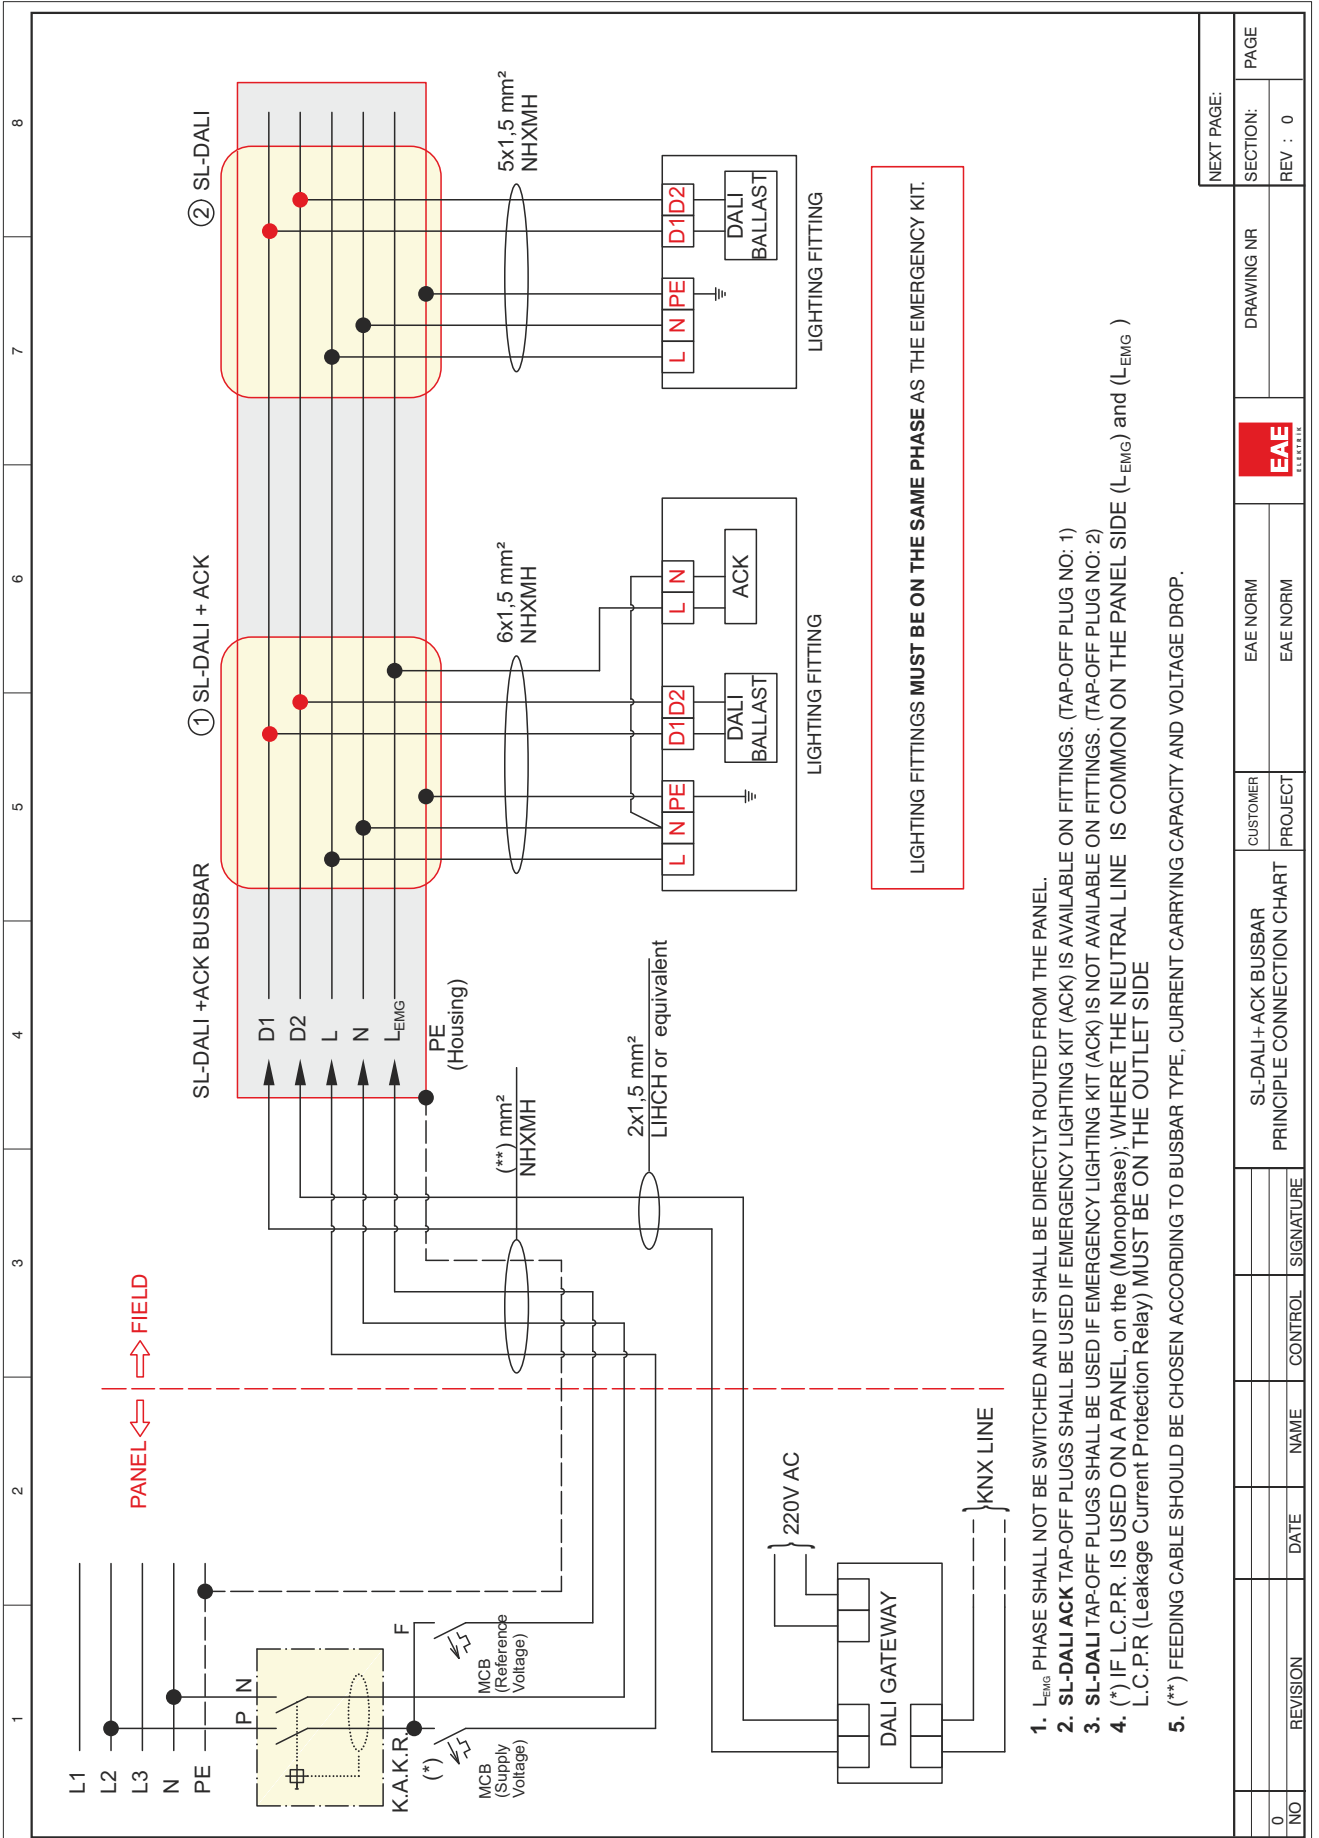 1 2 3 4 5 6 7 8
L1
L2
L3
N
PE
PANEL FIELD
P N
K.A.K.R.
(*)
F
MCB
(Supply
Voltage)
MCB
(Reference
Voltage)
SL-DALI +ACK BUSBAR
1 SL-DALI + ACK
2 SL-DALI
D1
D2
L
N
LEMG
PE
(Housing)
(**) mm²
NHXMH
2x1,5 mm²
LIHCH or equivalent
6x1,5 mm²
NHXMH
5x1,5 mm²
NHXMH
L N PE D1 D2 L N
DALI
BALLAST
ACK
LIGHTING FITTING
L N PE D1 D2
DALI
BALLAST
LIGHTING FITTING
220V AC
DALI GATEWAY
KNX LINE
LIGHTING FITTINGS MUST BE ON THE SAME PHASE AS THE EMERGENCY KIT.
1. LEMG PHASE SHALL NOT BE SWITCHED AND IT SHALL BE DIRECTLY ROUTED FROM THE PANEL.
2. SL-DALI ACK TAP-OFF PLUGS SHALL BE USED IF EMERGENCY LIGHTING KIT (ACK) IS AVAILABLE ON FITTINGS. (TAP-OFF PLUG NO: 1)
3. SL-DALI TAP-OFF PLUGS SHALL BE USED IF EMERGENCY LIGHTING KIT (ACK) IS NOT AVAILABLE ON FITTINGS. (TAP-OFF PLUG NO: 2)
4. (*) IF L.C.P.R. IS USED ON A PANEL, on the (Monophase); WHERE THE NEUTRAL LINE IS COMMON ON THE PANEL SIDE (LEMG) and (LEMG )
L.C.P.R (Leakage Current Protection Relay) MUST BE ON THE OUTLET SIDE
5. (**) FEEDING CABLE SHOULD BE CHOSEN ACCORDING TO BUSBAR TYPE, CURRENT CARRYING CAPACITY AND VOLTAGE DROP.
NEXT PAGE:
0
NO REVISION DATE NAME CONTROL SIGNATURE
SL-DALI+ACK BUSBAR
PRINCIPLE CONNECTION CHART
CUSTOMER EAE NORM
PROJECT EAE NORM
EAE
ELEKTRIK
DRAWING NR
SECTION:
REV : 0
PAGE